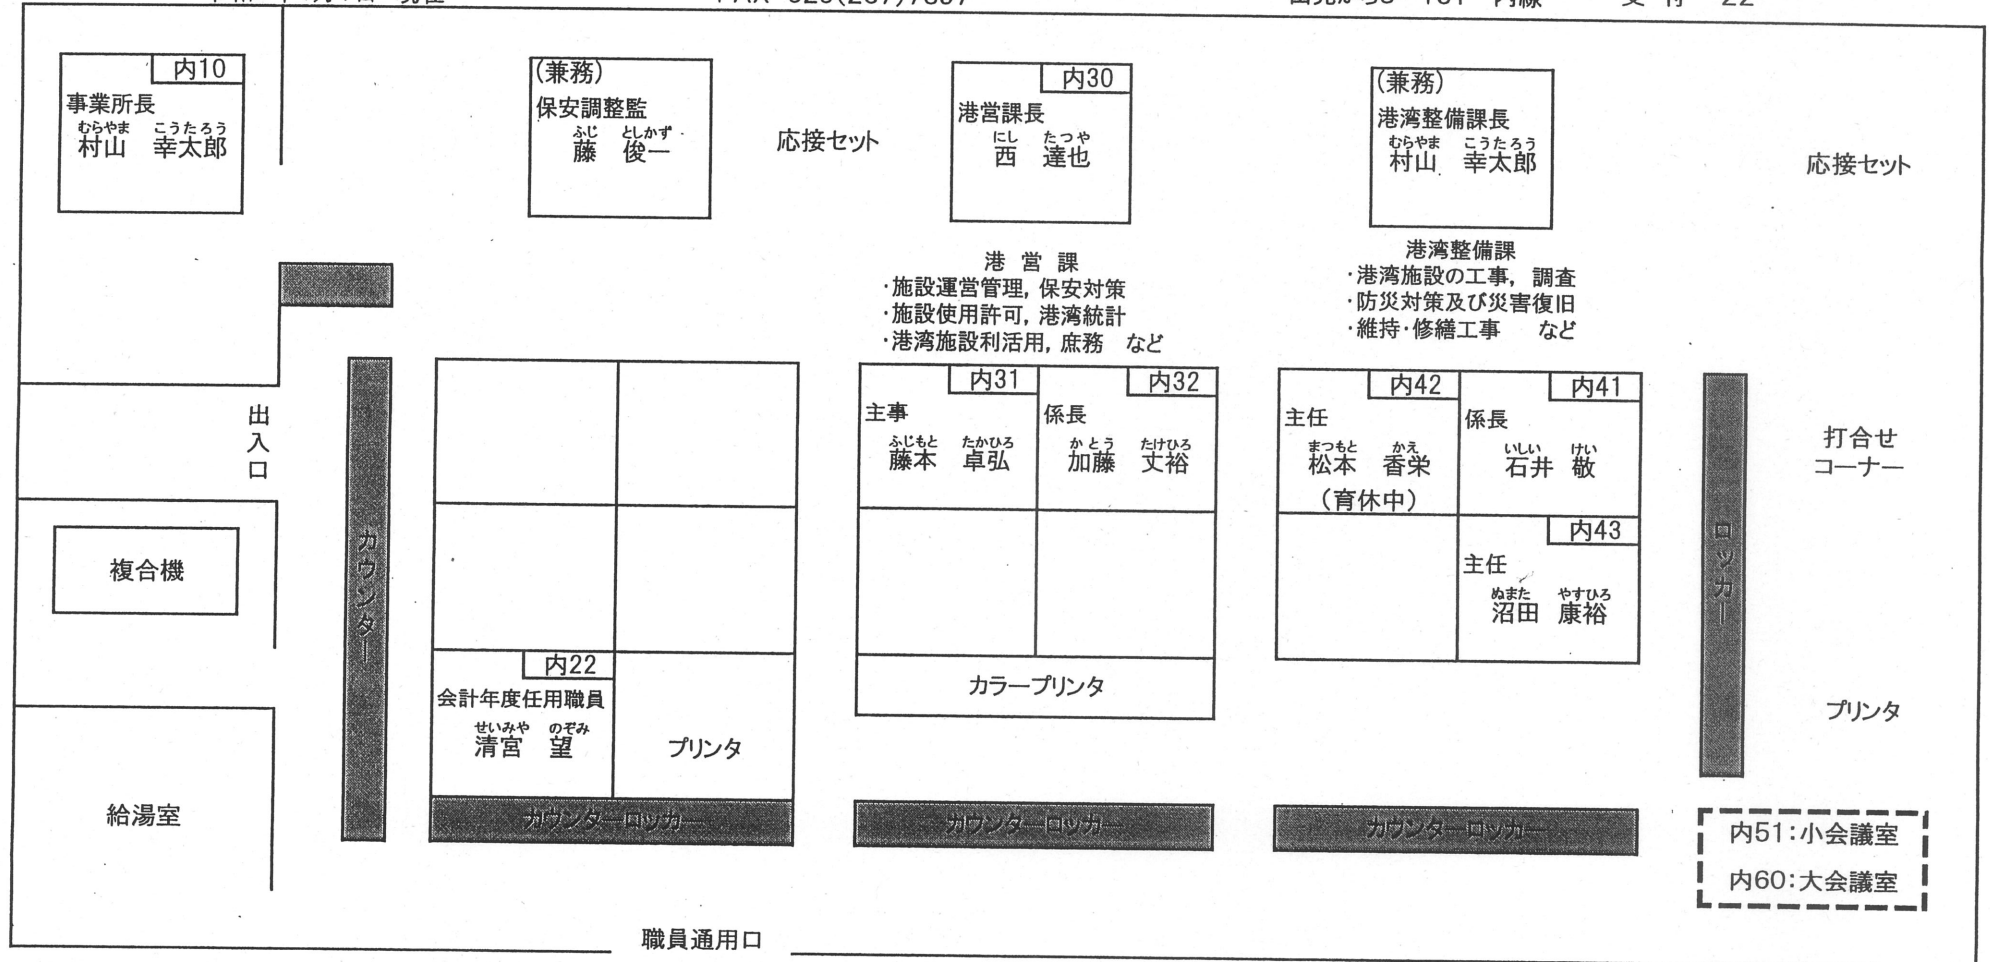 内10
事業所長
むらやま こうたろう
村山 幸太郎
(兼務)
保安調整監
ふじ としかず
藤 俊一
応接セット
内30
港営課長
にし たつや
西 達也
(兼務)
港湾整備課長
むらやま こうたろう
村山 幸太郎
応接セット
港 営 課
・施設運営管理, 保安対策
・施設使用許可, 港湾統計
・港湾施設利活用, 庶務 など
港湾整備課
・港湾施設の工事, 調査
・防災対策及び災害復旧
・維持・修繕工事 など
出入口
カウンター
複合機
給湯室
内22
会計年度任用職員
せいみや のぞみ
清宮 望
プリンタ
カウンターロッカー
内31
主事
ふじもと たかひろ
藤本 卓弘
内32
係長
かとう たけひろ
加藤 丈裕
カラープリンタ
カウンターロッカー
内42
主任
まつもと かえ
松本 香栄
(育休中)
内41
係長
いしい けい
石井 敬
内43
主任
ぬまた やすひろ
沼田 康裕
カウンターロッカー
ロッカー
打合せ
コーナー
プリンタ
内51:小会議室
内60:大会議室
職員通用口